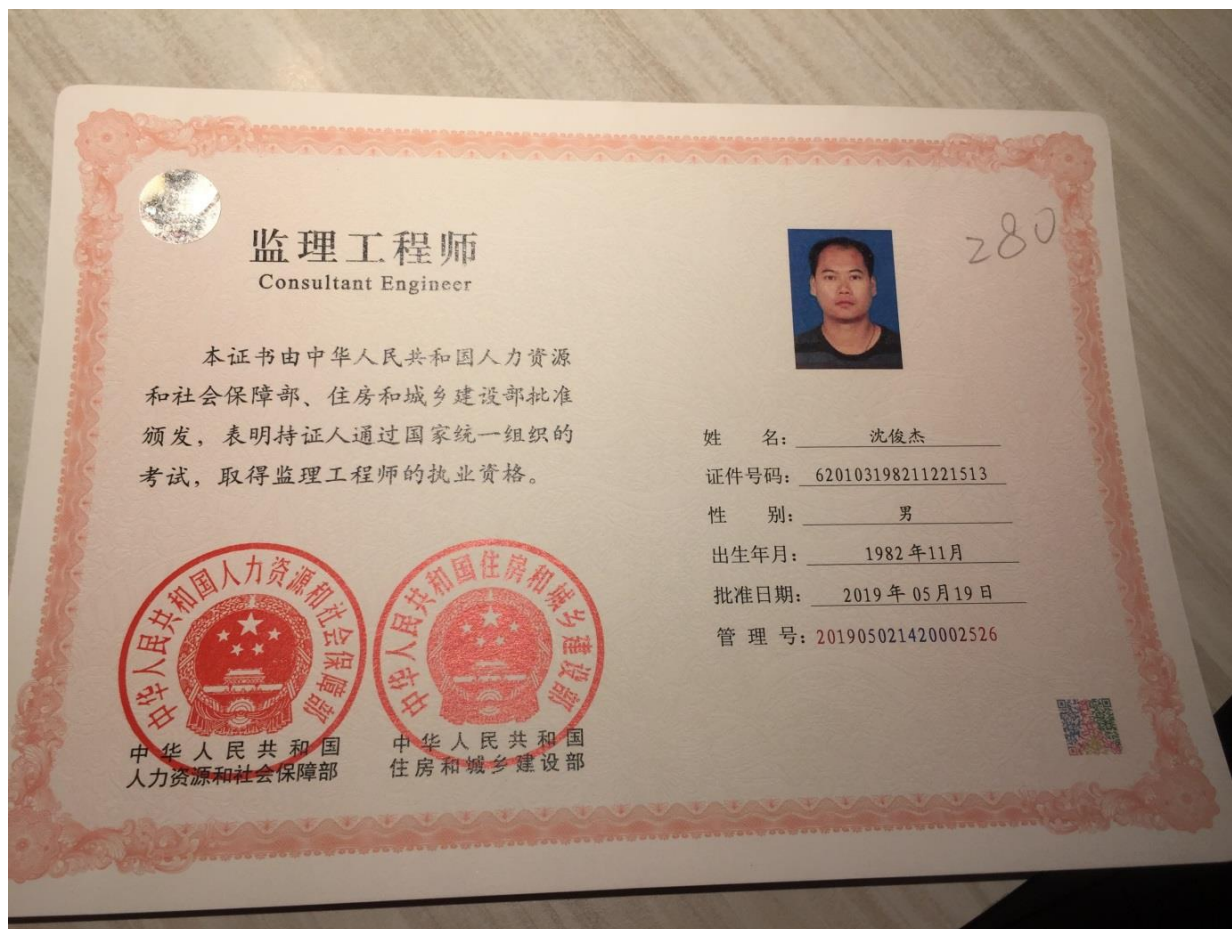 监理工程师
Consultant Engineer
本证书由中华人民共和国人力资源
和社会保障部、住房和城乡建设部批准
颁发，表明持证人通过国家统一组织的
考试，取得监理工程师的执业资格。
中华人民共和国人力资源和社会保障部
中华人民共和国住房和城乡建设部
中华人民共和国
人力资源和社会保障部
中华人民共和国
住房和城乡建设部
280
姓 名： 沈俊杰
证件号码： 620103198211221513
性 别： 男
出生年月： 1982年11月
批准日期： 2019年05月19日
管 理 号：201905021420002526